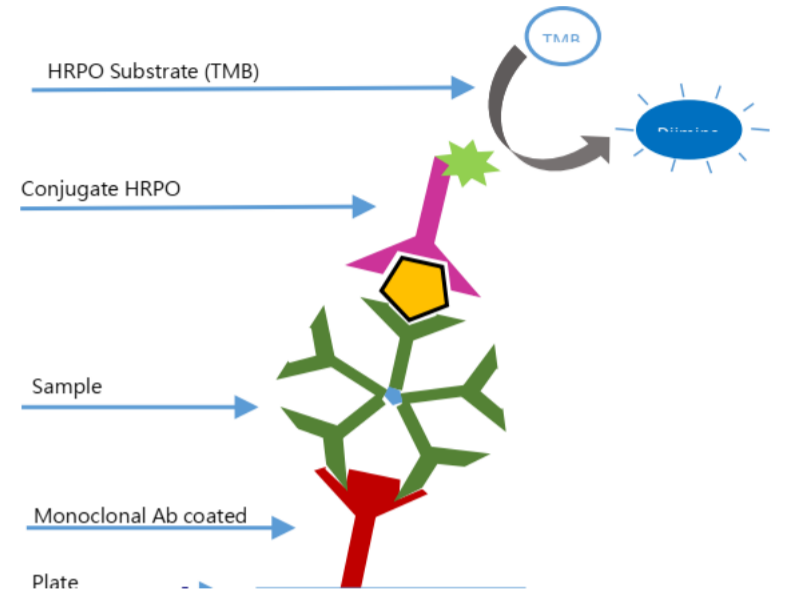 TMB
HRPO Substrate (TMB)
Conjugate HRPO
Sample
Monoclonal Ab coated
Plate